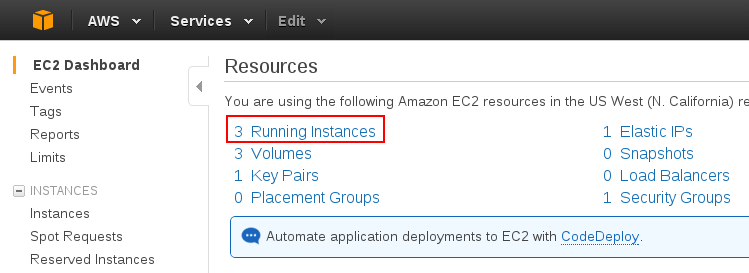 AWS Services Edit
EC2 Dashboard
Events
Tags
Reports
Limits
INSTANCES
Instances
Spot Requests
Reserved Instances
Resources
You are using the following Amazon EC2 resources in the US West (N. California) re
3 Running Instances
3 Volumes
1 Key Pairs
0 Placement Groups
1 Elastic IPs
0 Snapshots
0 Load Balancers
1 Security Groups
Automate application deployments to EC2 with CodeDeploy.